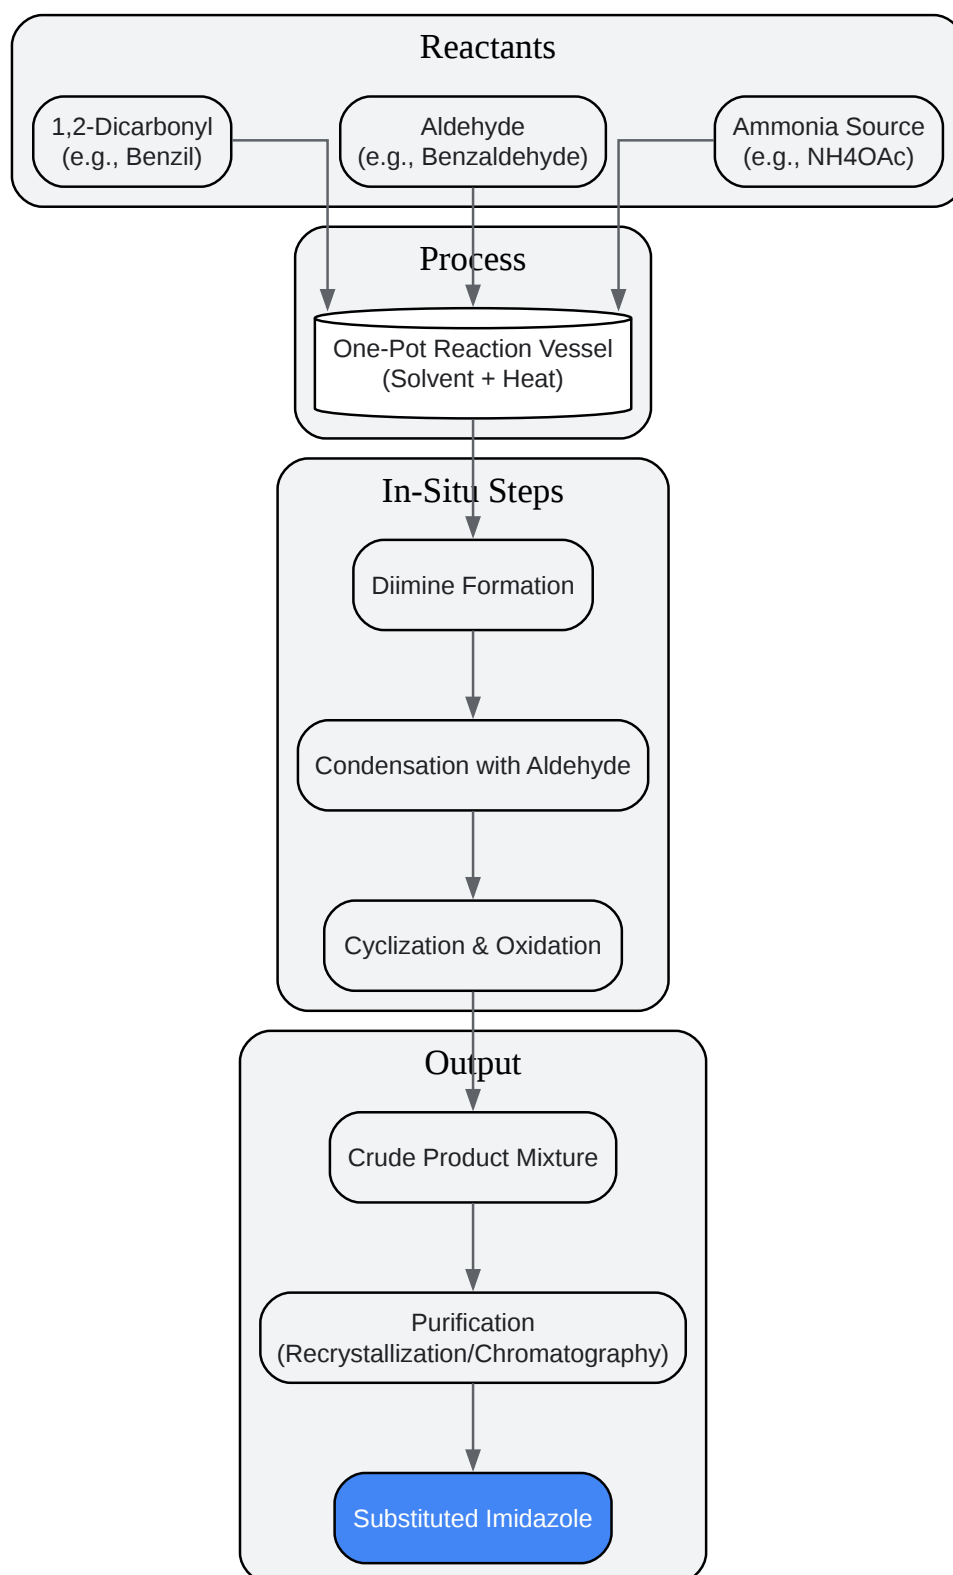 Reactants
1,2-Dicarbonyl
(e.g., Benzil)
Aldehyde
(e.g., Benzaldehyde)
Ammonia Source
(e.g., NH4OAc)
Process
One-Pot Reaction Vessel
(Solvent + Heat)
In-Situ Steps
Diimine Formation
Condensation with Aldehyde
Cyclization & Oxidation
Output
Crude Product Mixture
Purification
(Recrystallization/Chromatography)
Substituted Imidazole